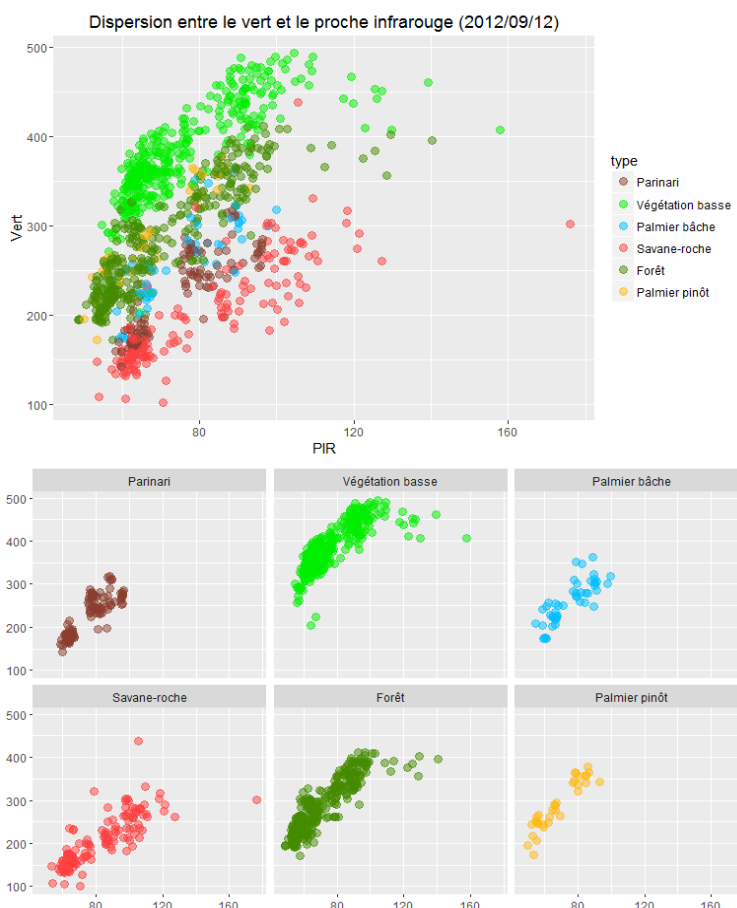 Dispersion entre le vert et le proche infrarouge (2012/09/12)
500
400
300
200
100
Vert
80
120
160
PIR
type
Parinari
Végétation basse
Palmier bâche
Savane-roche
Forêt
Palmier pinôt
Parinari
Végétation basse
Palmier bâche
500
400
300
200
100
Savane-roche
Forêt
Palmier pinôt
500
400
300
200
100
80
120
160
80
120
160
80
120
160